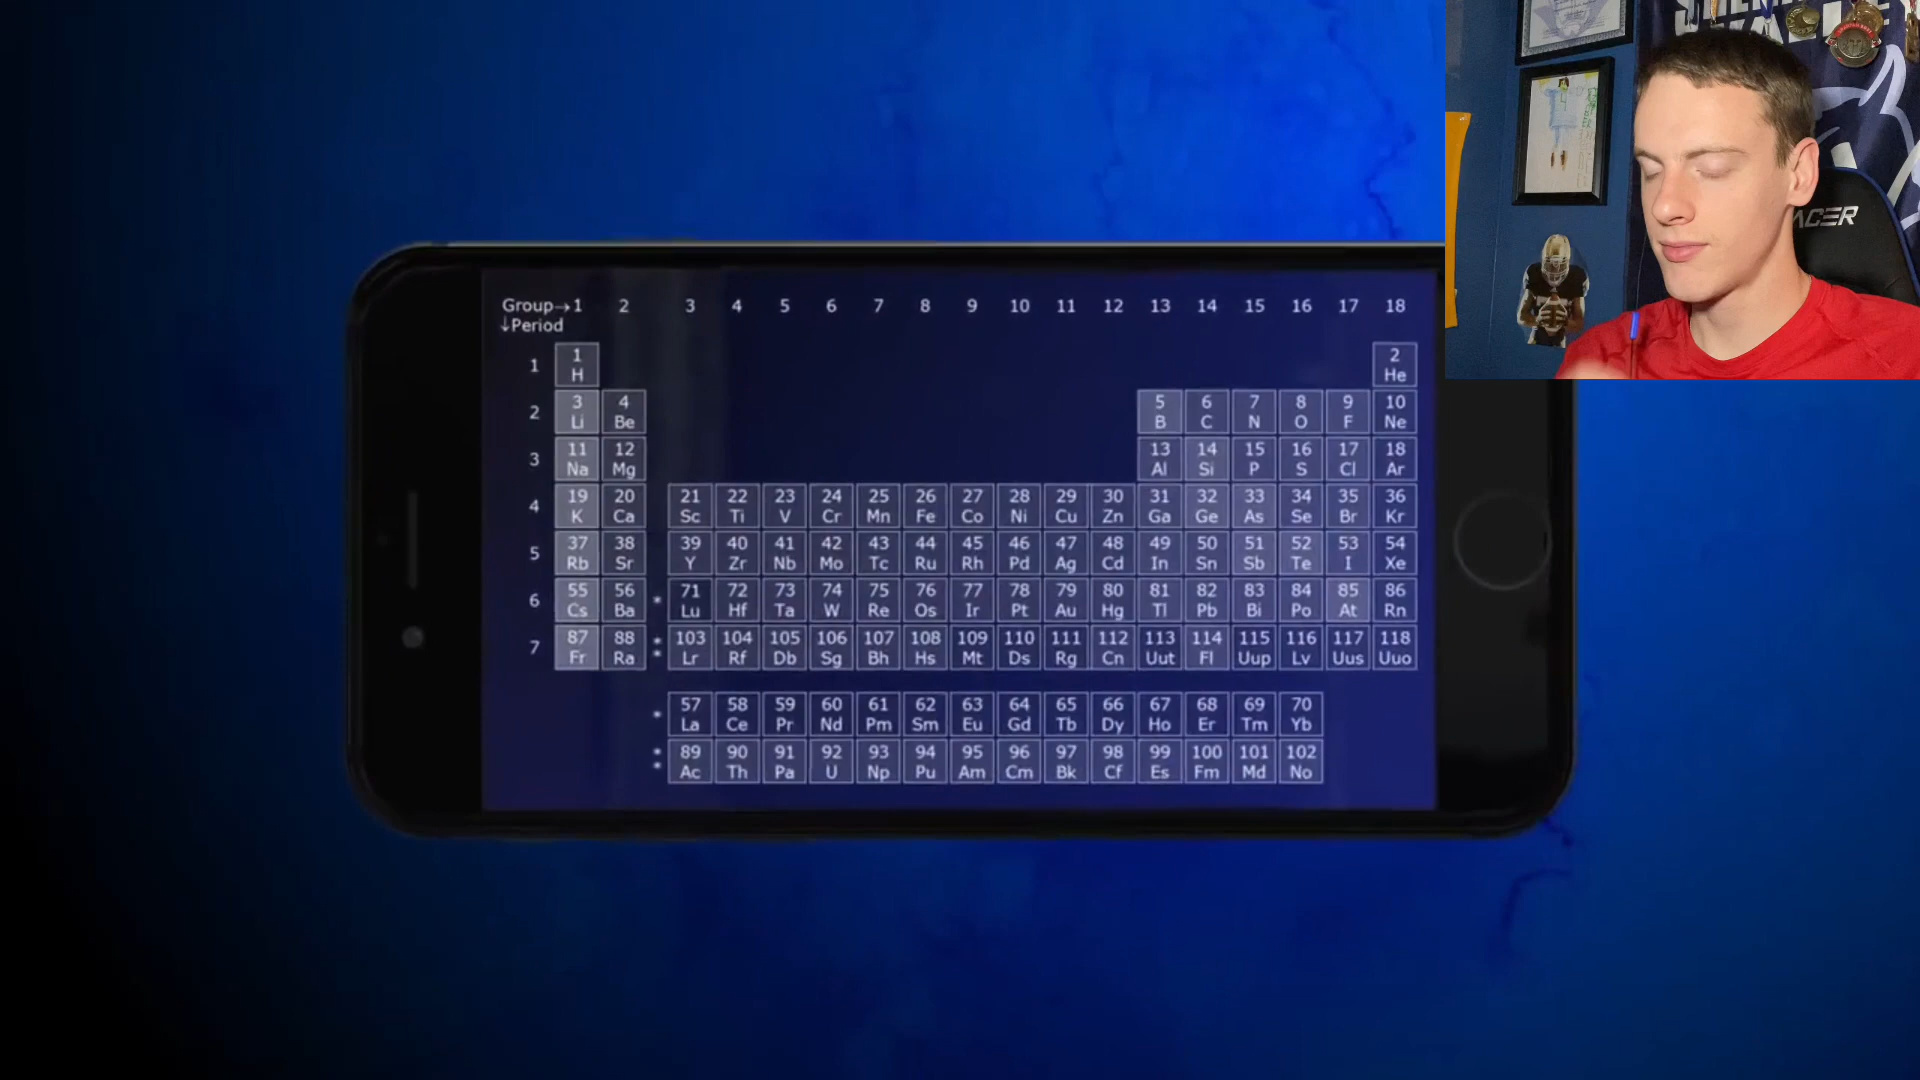 Group→ 1 2 3 4 5 6 7 8 9 10 11 12 13 14 15 16 17 18
↓Period
1 1 2
H He
2 3 4 5 6 7 8 9 10
Li Be B C N O F Ne
3 11 12 13 14 15 16 17 18
Na Mg Al Si P S Cl Ar
4 19 20 21 22 23 24 25 26 27 28 29 30 31 32 33 34 35 36
K Ca Sc Ti V Cr Mn Fe Co Ni Cu Zn Ga Ge As Se Br Kr
5 37 38 39 40 41 42 43 44 45 46 47 48 49 50 51 52 53 54
Rb Sr Y Zr Nb Mo Tc Ru Rh Pd Ag Cd In Sn Sb Te I Xe
6 55 56 * 71 72 73 74 75 76 77 78 79 80 81 82 83 84 85 86
Cs Ba Lu Hf Ta W Re Os Ir Pt Au Hg Tl Pb Bi Po At Rn
7 87 88 ** 103 104 105 106 107 108 109 110 111 112 113 114 115 116 117 118
Fr Ra Lr Rf Db Sg Bh Hs Mt Ds Rg Cn Uut Fl Uup Lv Uus Uuo
* 57 58 59 60 61 62 63 64 65 66 67 68 69 70
La Ce Pr Nd Pm Sm Eu Gd Tb Dy Ho Er Tm Yb
** 89 90 91 92 93 94 95 96 97 98 99 100 101 102
Ac Th Pa U Np Pu Am Cm Bk Cf Es Fm Md No